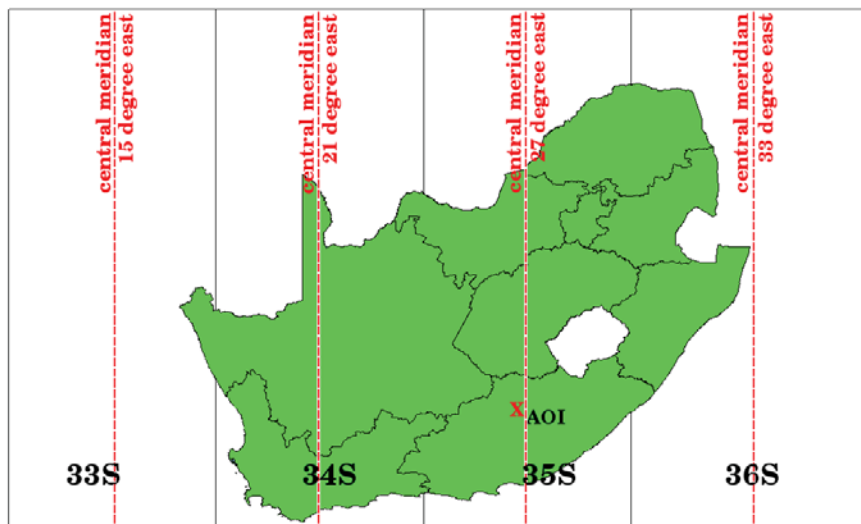 central meridian
15 degree east
central meridian
21 degree east
central meridian
27 degree east
central meridian
33 degree east
X
AOI
33S
34S
35S
36S